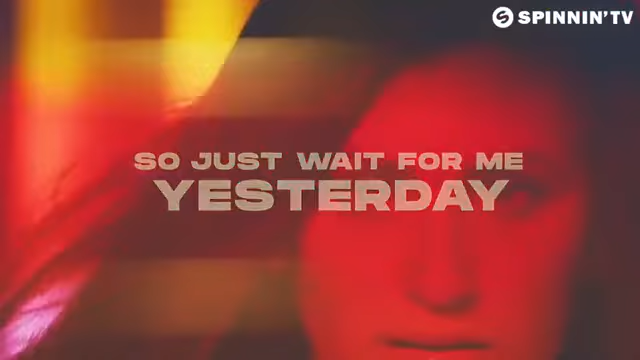 SPINNIN' TV
SO JUST WAIT FOR ME
YESTERDAY